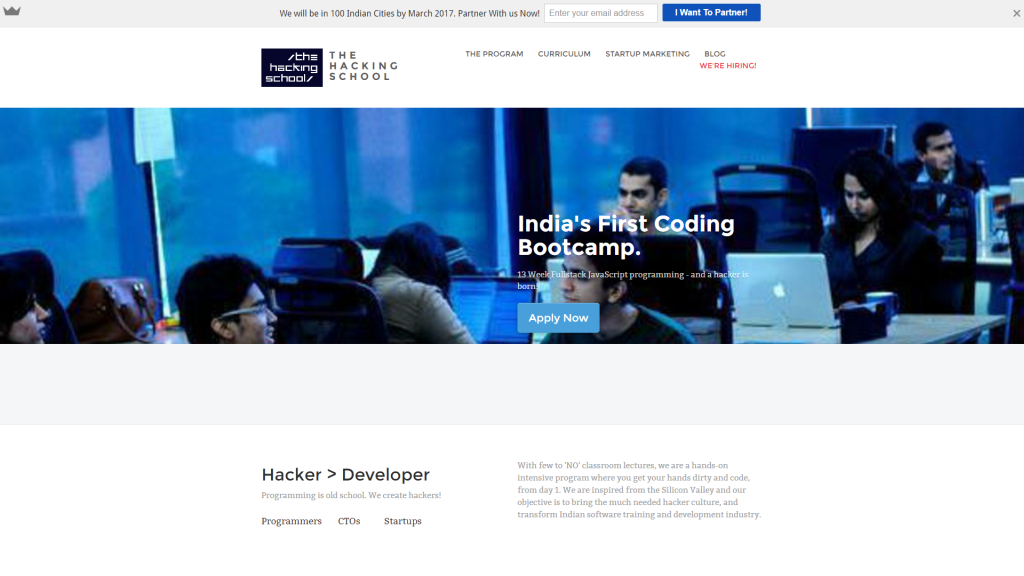 We will be in 100 Indian Cities by March 2017. Partner With us Now! Enter your email address I Want To Partner!
/the
hacking
school/
THE
HACKING
SCHOOL
THE PROGRAM CURRICULUM STARTUP MARKETING BLOG
WE'RE HIRING!
India's First Coding
Bootcamp.
13 Week Fullstack JavaScript programming - and a hacker is
born.
Apply Now
Hacker > Developer
Programming is old school. We create hackers!
Programmers CTOs Startups
With few to 'NO' classroom lectures, we are a hands-on
intensive program where you get your hands dirty and code,
from day 1. We are inspired from the Silicon Valley and our
objective is to bring the much needed hacker culture, and
transform Indian software training and development industry.